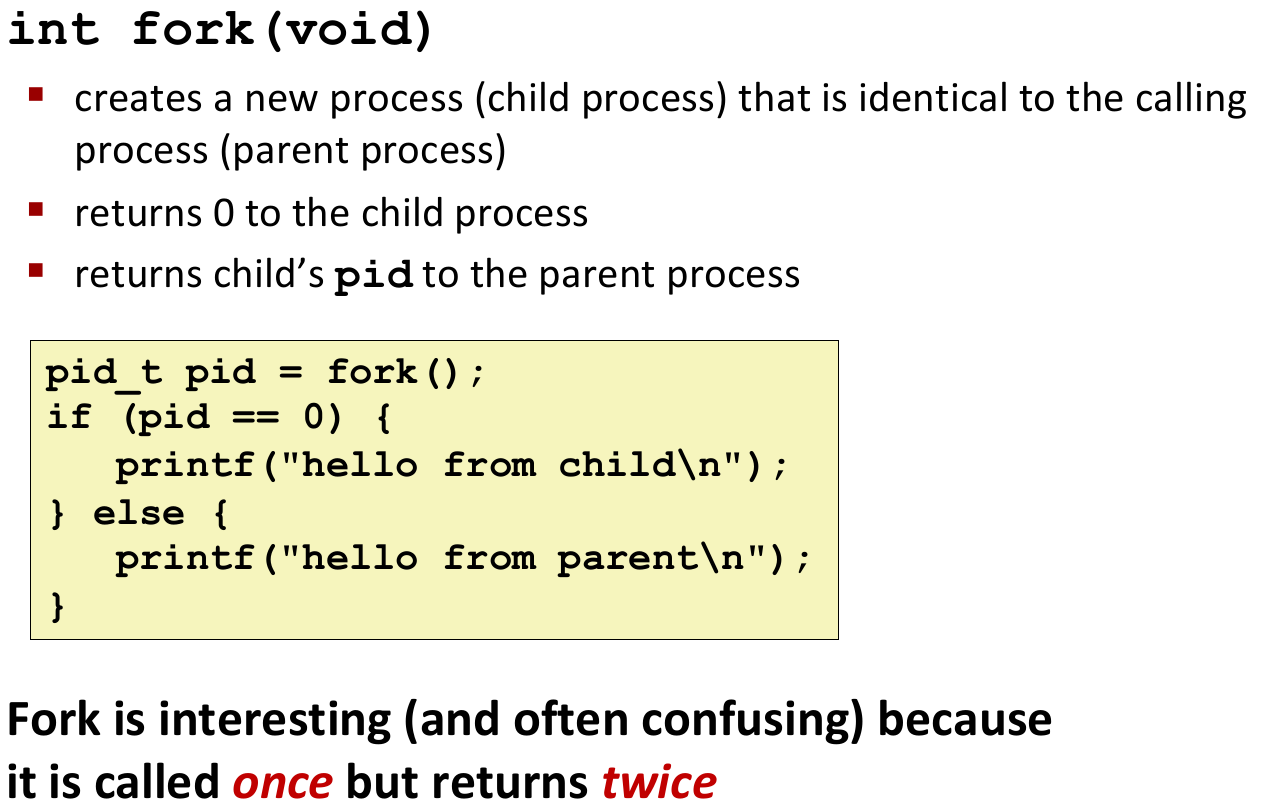 int fork(void)
▪ creates a new process (child process) that is identical to the calling
process (parent process)
▪ returns 0 to the child process
▪ returns child’s pid to the parent process
pid_t pid = fork();
if (pid == 0) {
   printf("hello from child\n");
} else {
   printf("hello from parent\n");
}
Fork is interesting (and often confusing) because
it is called once but returns twice